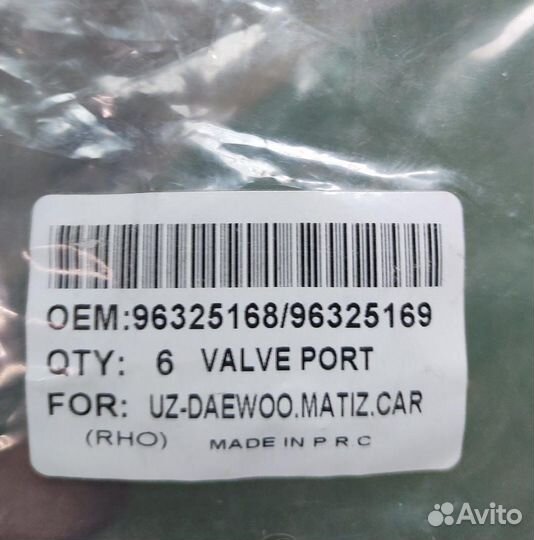 OEM:96325168/96325169
QTY: 6 VALVE PORT
FOR: UZ-DAEWOO.MATIZ.CAR
(RHO) MADE IN P R C
Avito